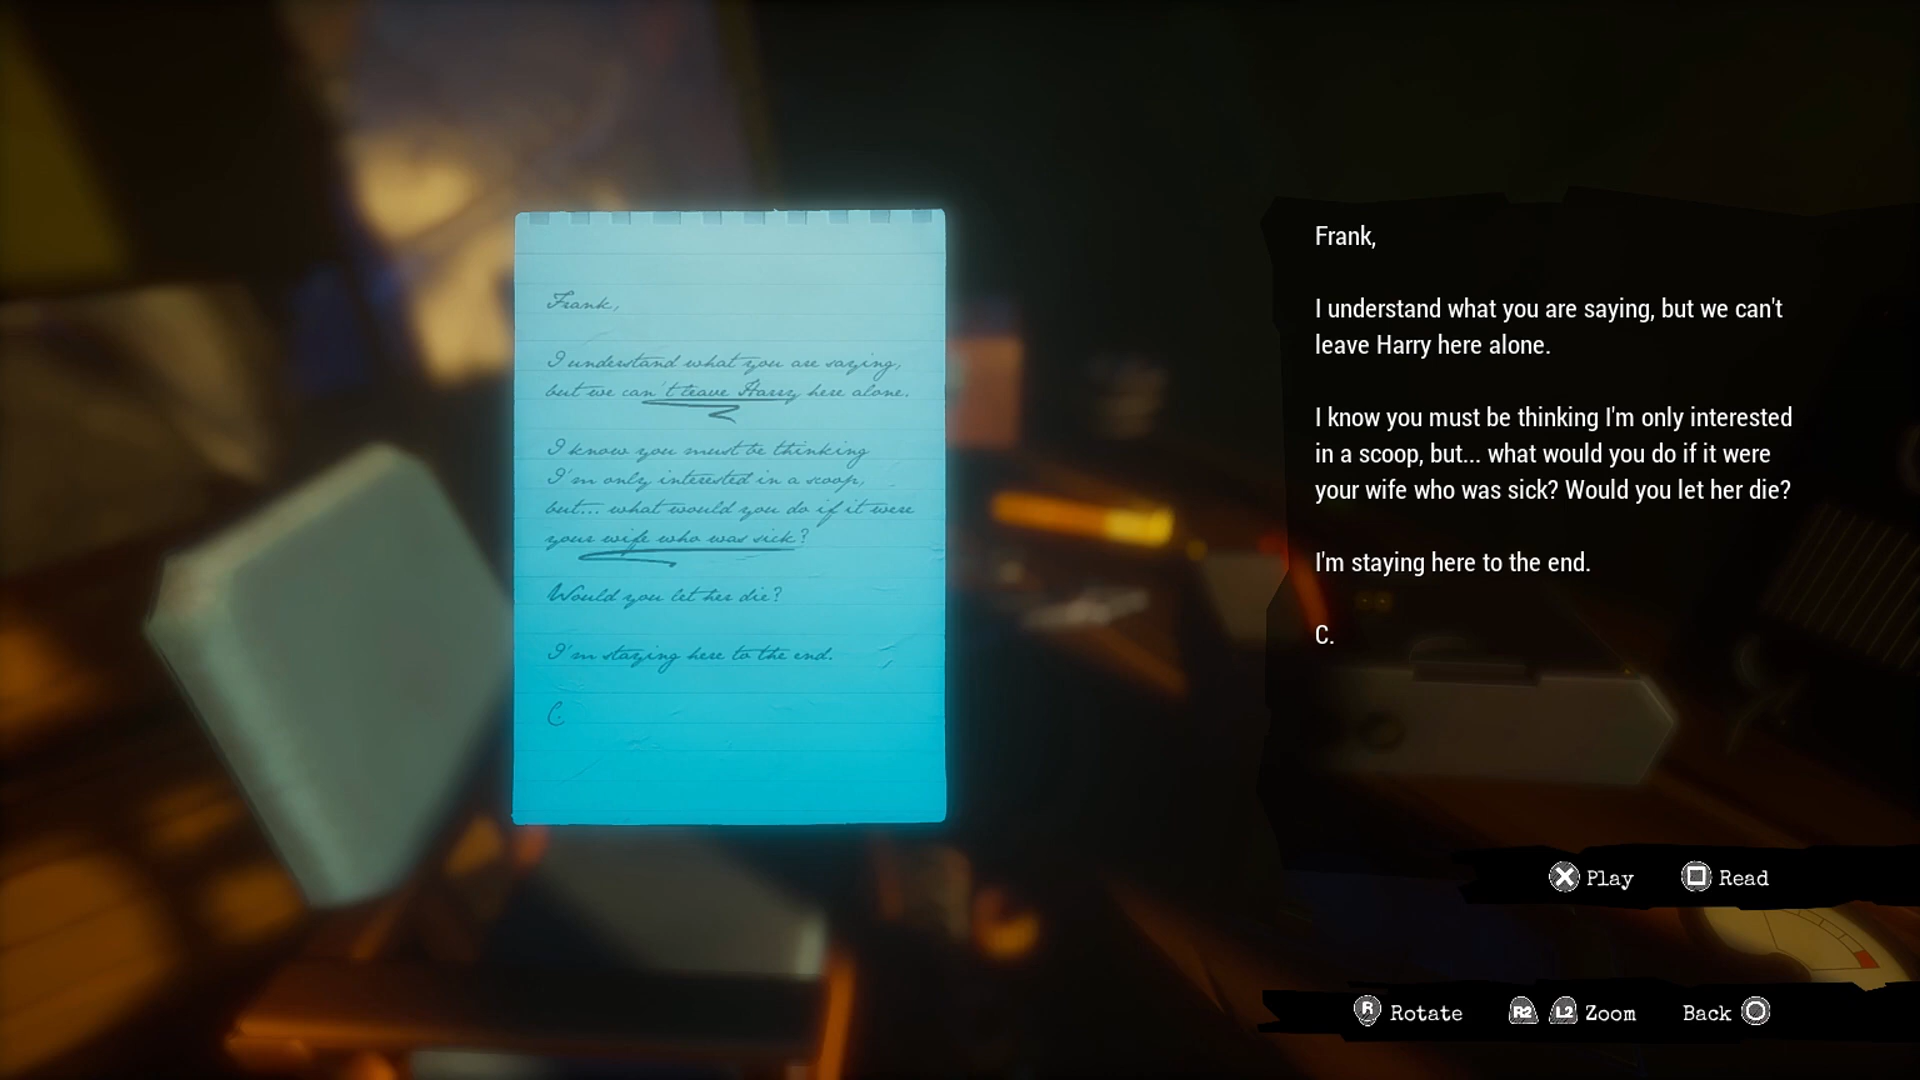 Frank,
I understand what you are saying,
but we can't leave Harry here alone.
I know you must be thinking
I'm only interested in a scoop,
but... what would you do if it were
your wife who was sick?
Would you let her die?
I'm staying here to the end.
C.
Frank,
I understand what you are saying, but we can't
leave Harry here alone.
I know you must be thinking I'm only interested
in a scoop, but... what would you do if it were
your wife who was sick? Would you let her die?
I'm staying here to the end.
C.
Play Read
R Rotate R2 L2 Zoom Back